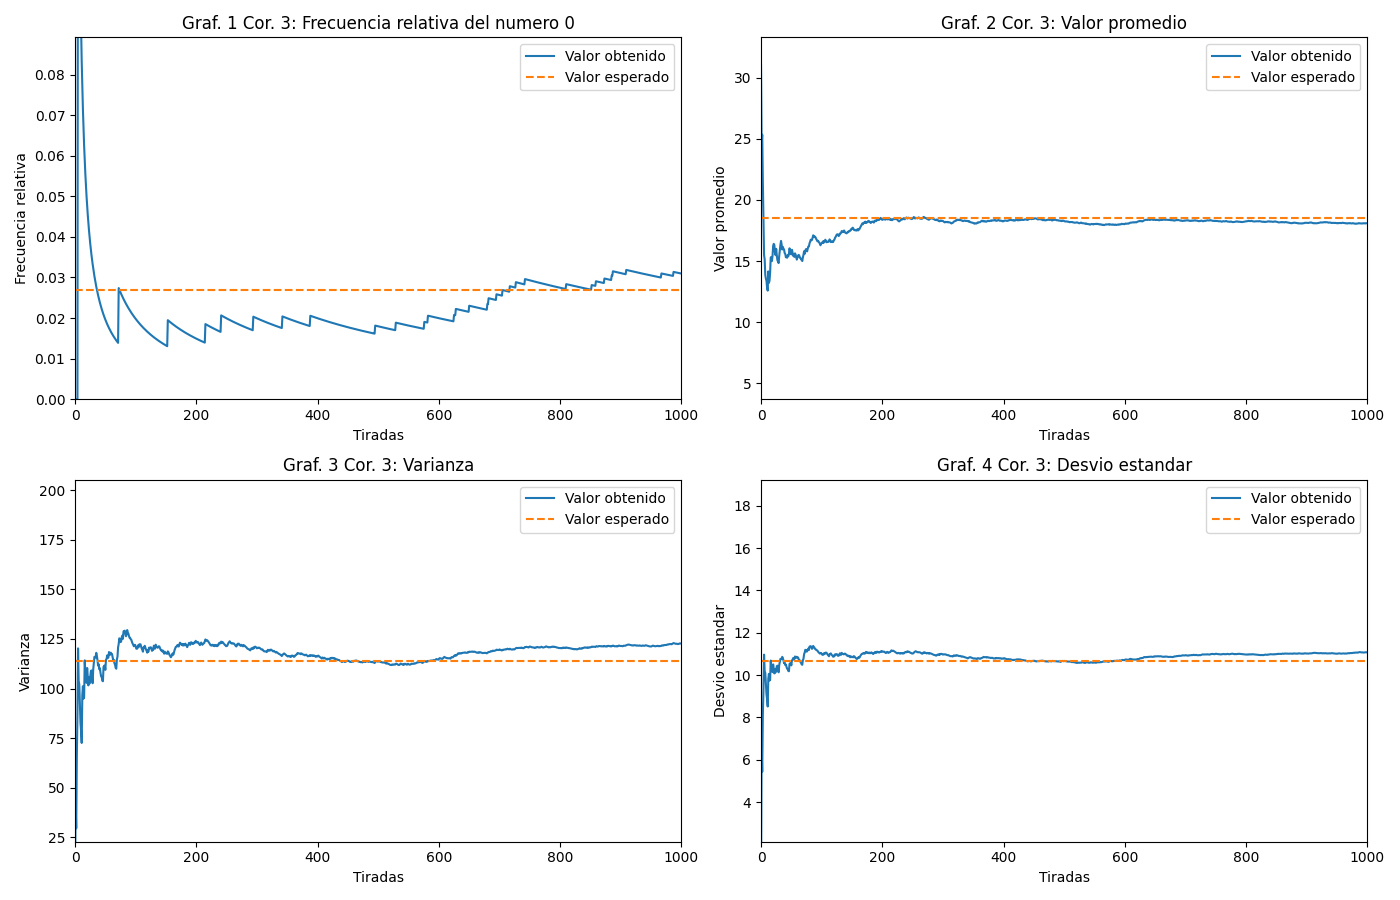 Graf. 1 Cor. 3: Frecuencia relativa del numero 0
Frecuencia relativa
0.08
0.07
0.06
0.05
0.04
0.03
0.02
0.01
0.00
Valor obtenido
Valor esperado
0 200 400 600 800 1000
Tiradas
Graf. 2 Cor. 3: Valor promedio
Valor promedio
30
25
20
15
10
5
Valor obtenido
Valor esperado
0 200 400 600 800 1000
Tiradas
Graf. 3 Cor. 3: Varianza
Varianza
200
175
150
125
100
75
50
25
Valor obtenido
Valor esperado
0 200 400 600 800 1000
Tiradas
Graf. 4 Cor. 3: Desvio estandar
Desvio estandar
18
16
14
12
10
8
6
4
Valor obtenido
Valor esperado
0 200 400 600 800 1000
Tiradas